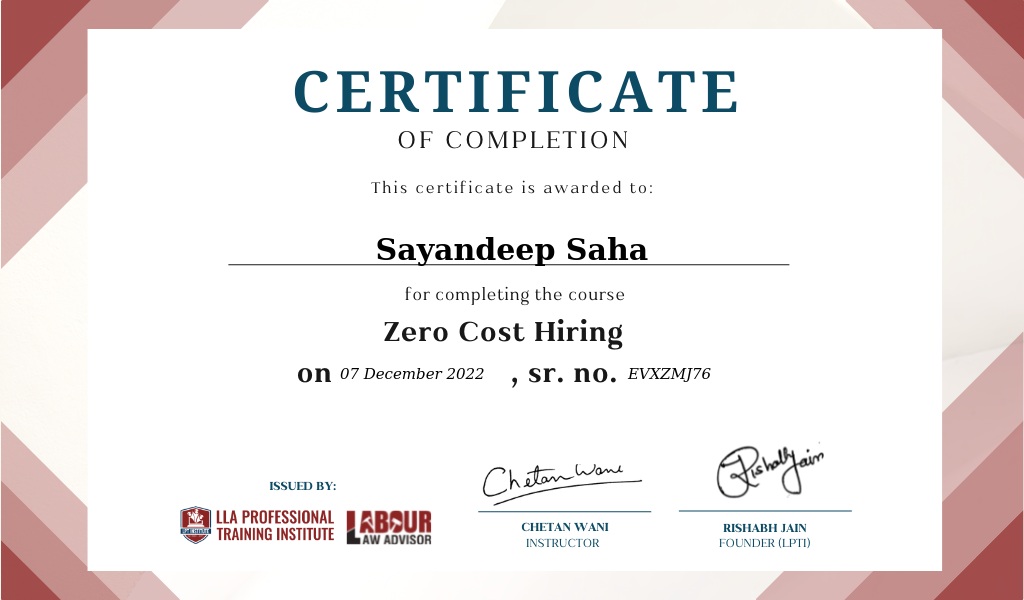 CERTIFICATE
OF COMPLETION
This certificate is awarded to:
Sayandeep Saha
for completing the course
Zero Cost Hiring
on 07 December 2022 , sr. no. EVXZMJ76
ISSUED BY:
LLA PROFESSIONAL
TRAINING INSTITUTE
LABOUR
LAW ADVISOR
Chetan Wani
CHETAN WANI
INSTRUCTOR
Rishabh Jain
RISHABH JAIN
FOUNDER (LPTI)